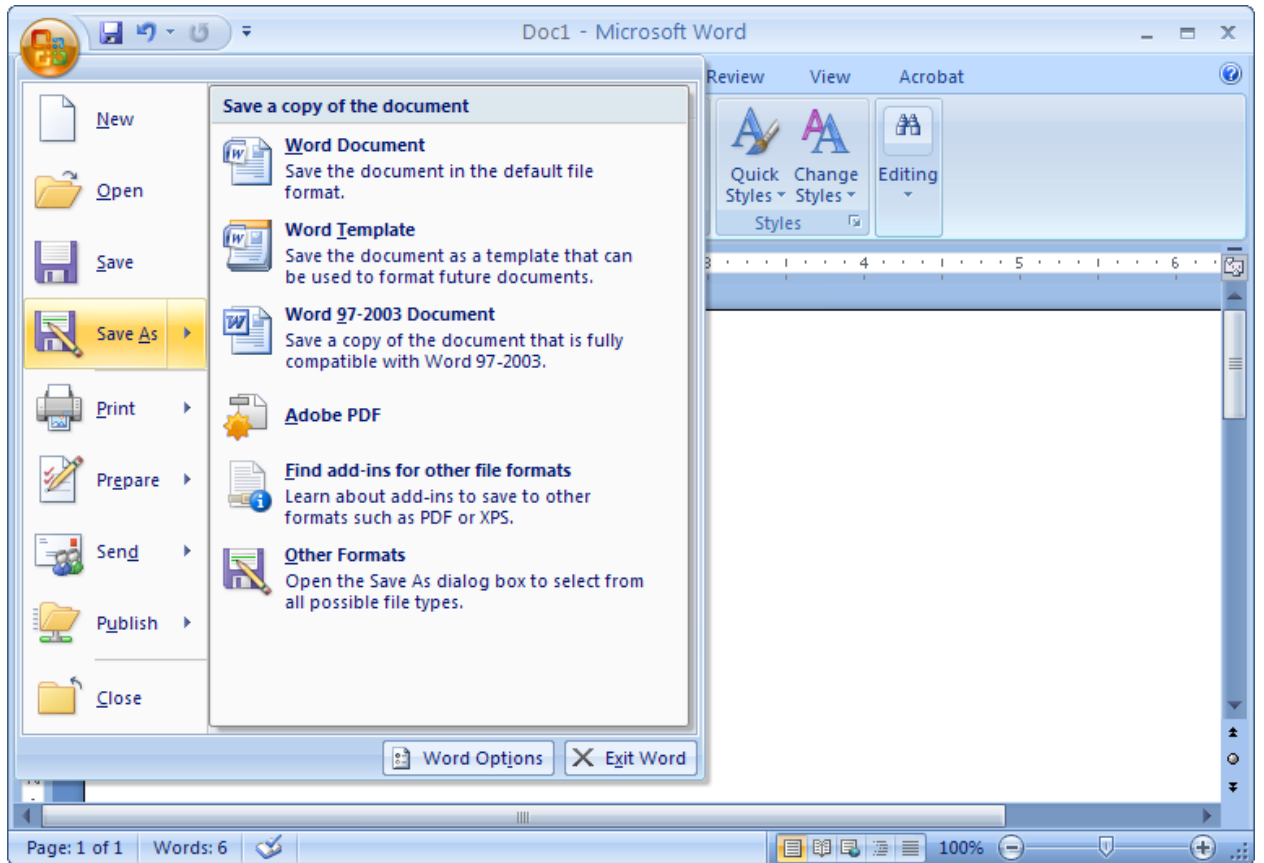 Doc1 - Microsoft Word
Review View Acrobat
New
Open
Save
Save As
Print
Prepare
Send
Publish
Close
Save a copy of the document
Word Document
Save the document in the default file
format.
Word Template
Save the document as a template that can
be used to format future documents.
Word 97-2003 Document
Save a copy of the document that is fully
compatible with Word 97-2003.
Adobe PDF
Find add-ins for other file formats
Learn about add-ins to save to other
formats such as PDF or XPS.
Other Formats
Open the Save As dialog box to select from
all possible file types.
Word Options Exit Word
Quick Change Editing
Styles Styles
Styles
3 4 5 6
Page: 1 of 1 Words: 6 100%